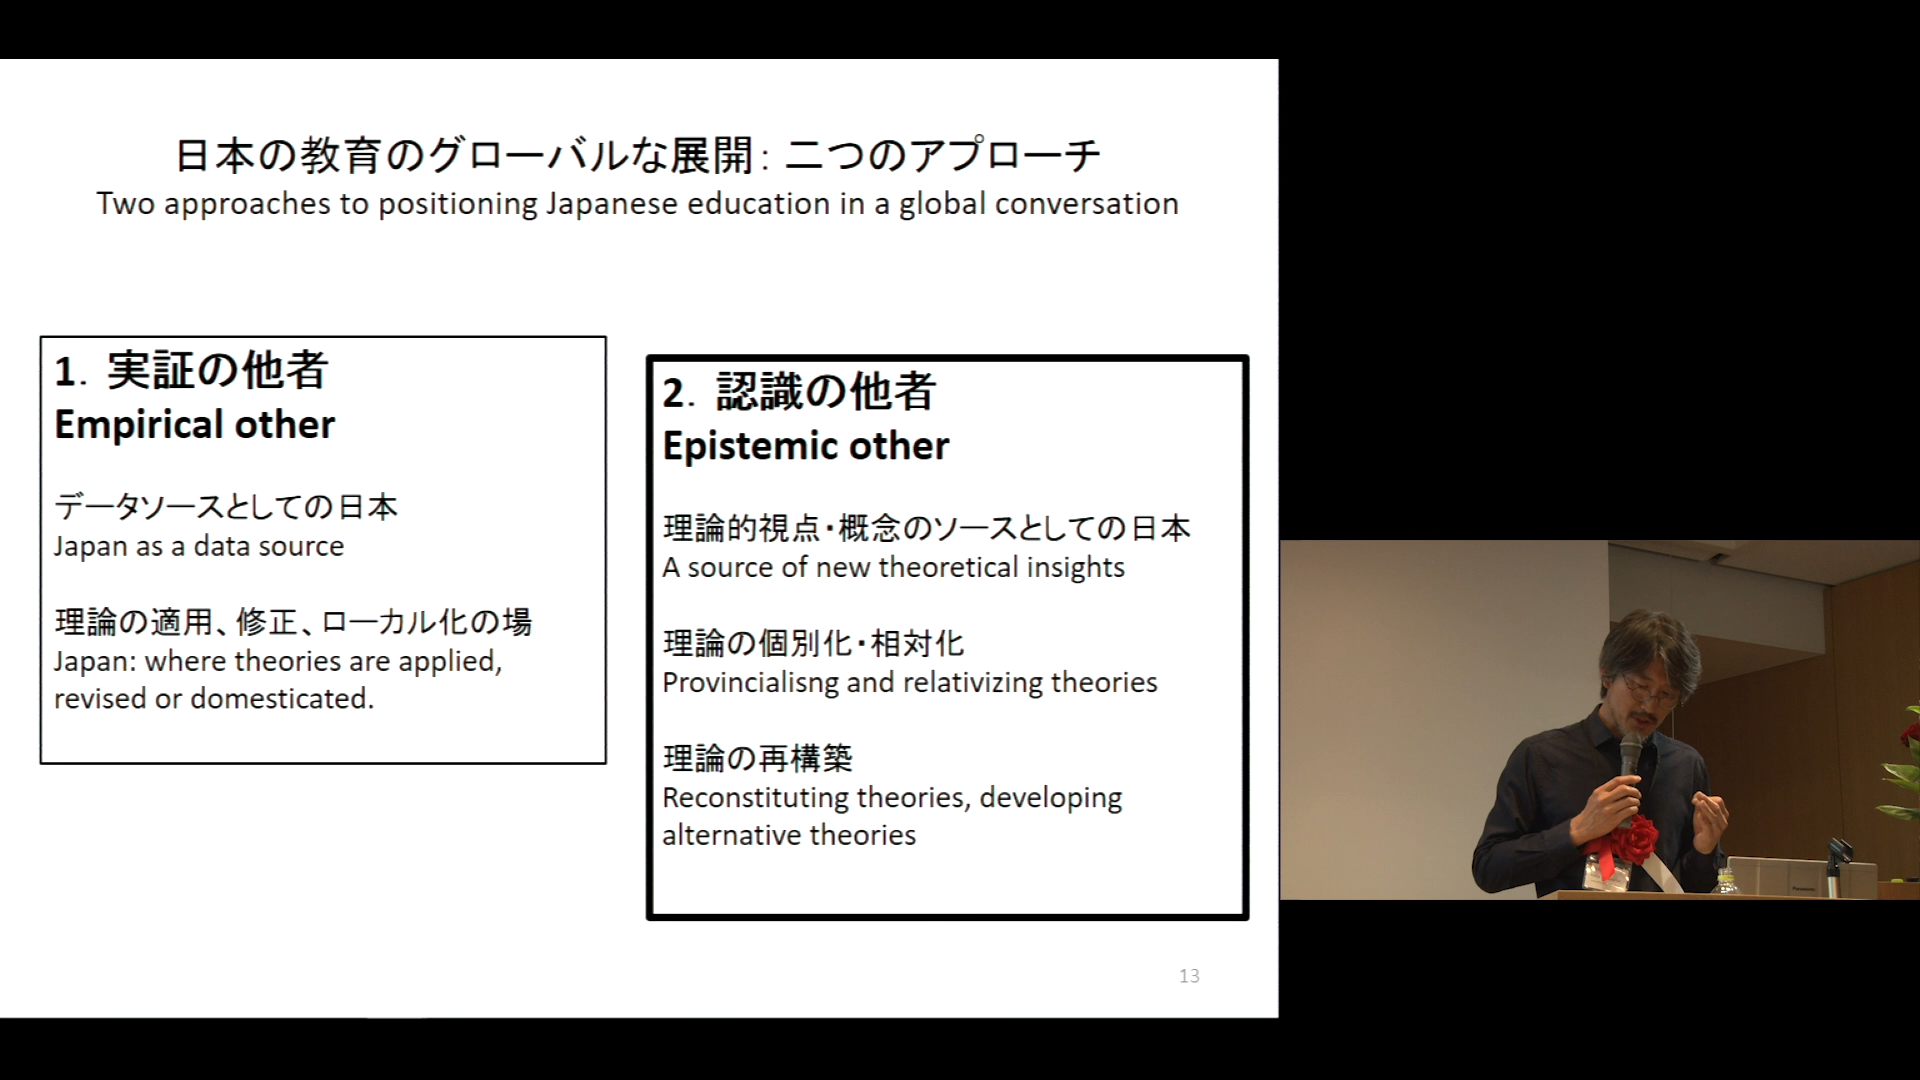 日本の教育のグローバルな展開：二つのアプローチ
Two approaches to positioning Japanese education in a global conversation
1．実証の他者
Empirical other
データソースとしての日本
Japan as a data source
理論の適用、修正、ローカル化の場
Japan: where theories are applied,
revised or domesticated.
2．認識の他者
Epistemic other
理論的視点・概念のソースとしての日本
A source of new theoretical insights
理論の個別化・相対化
Provincialisng and relativizing theories
理論の再構築
Reconstituting theories, developing
alternative theories
13
Panasonic